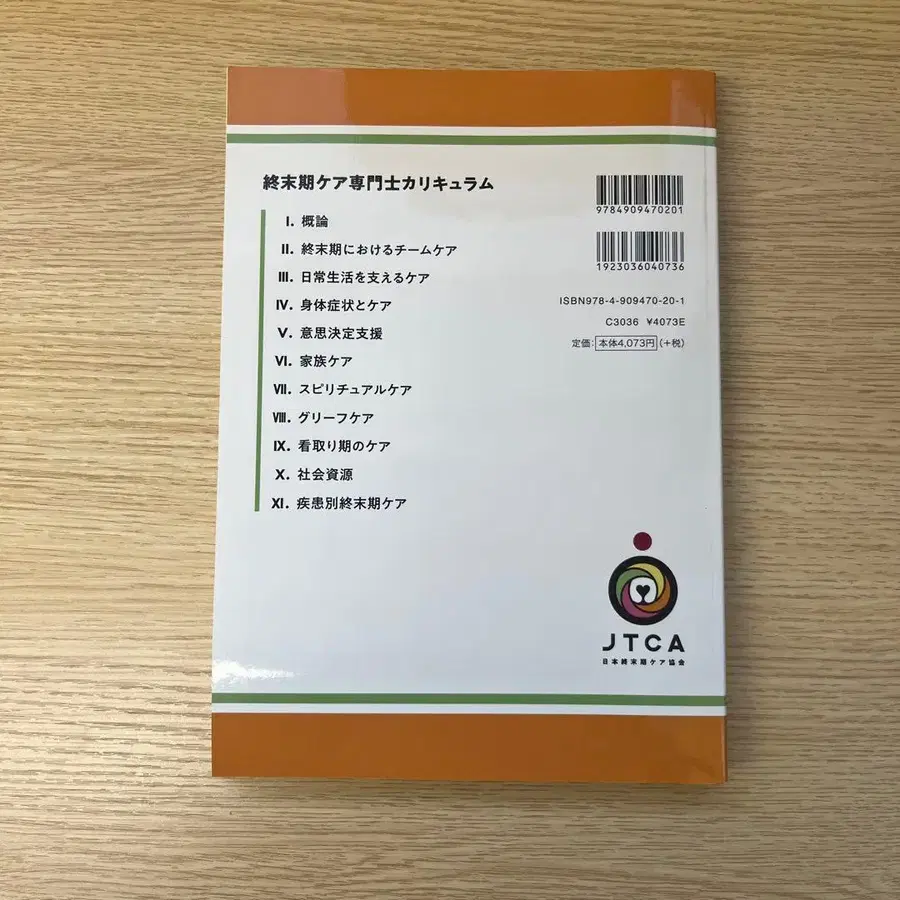 終末期ケア専門士カリキュラム
Ⅰ. 概論
Ⅱ. 終末期におけるチームケア
Ⅲ. 日常生活を支えるケア
Ⅳ. 身体症状とケア
Ⅴ. 意思決定支援
Ⅵ. 家族ケア
Ⅶ. スピリチュアルケア
Ⅷ. グリーフケア
Ⅸ. 看取り期のケア
Ⅹ. 社会資源
Ⅺ. 疾患別終末期ケア
9784909470201
1923036040736
ISBN978-4-909470-20-1
C3036 ¥4073E
定価: 本体4,073円 (+税)
JTCA
日本終末期ケア協会